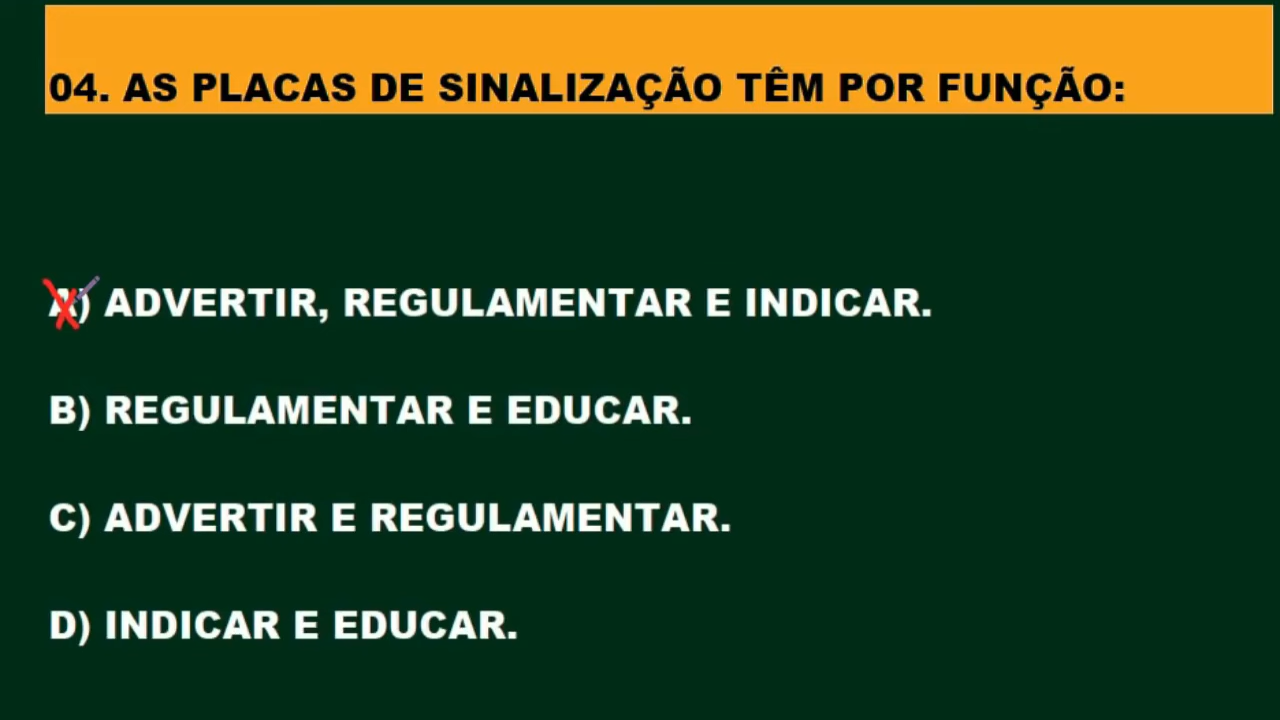 04. AS PLACAS DE SINALIZAÇÃO TÊM POR FUNÇÃO:
A) ADVERTIR, REGULAMENTAR E INDICAR.
B) REGULAMENTAR E EDUCAR.
C) ADVERTIR E REGULAMENTAR.
D) INDICAR E EDUCAR.